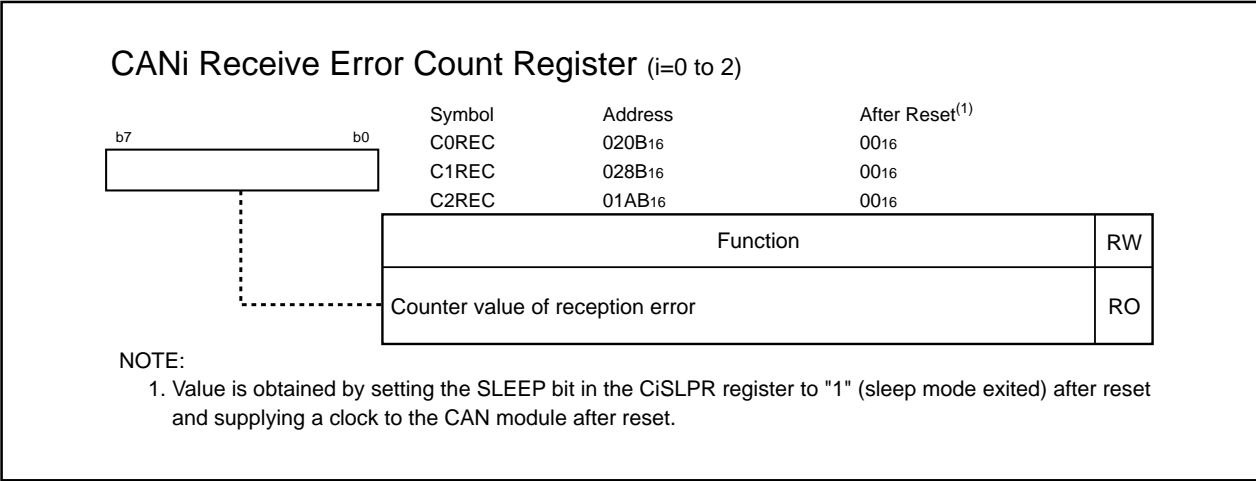 CANi Receive Error Count Register (i=0 to 2)
Symbol Address After Reset(1)
b7 b0
C0REC 020B16 0016
C1REC 028B16 0016
C2REC 01AB16 0016
Function RW
Counter value of reception error RO
NOTE:
1. Value is obtained by setting the SLEEP bit in the CiSLPR register to "1" (sleep mode exited) after reset
and supplying a clock to the CAN module after reset.